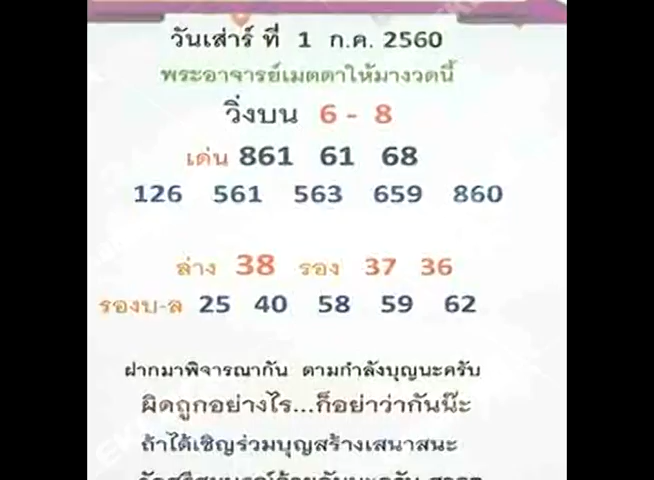 วันเส่าร์ ที่ 1 ก.ค. 2560
พระอาจารย์เมตตาให้มางวดนี้
วิ่งบน 6 - 8
เด่น 861 61 68
126 561 563 659 860
ล่าง 38 รอง 37 36
รองบ-ล 25 40 58 59 62
ฝากมาพิจารณากัน ตามกำลังบุญนะครับ
ผิดถูกอย่างไร...ก็อย่าว่ากันน๊ะ
ถ้าได้เชิญร่วมบุญสร้างเสนาสนะ